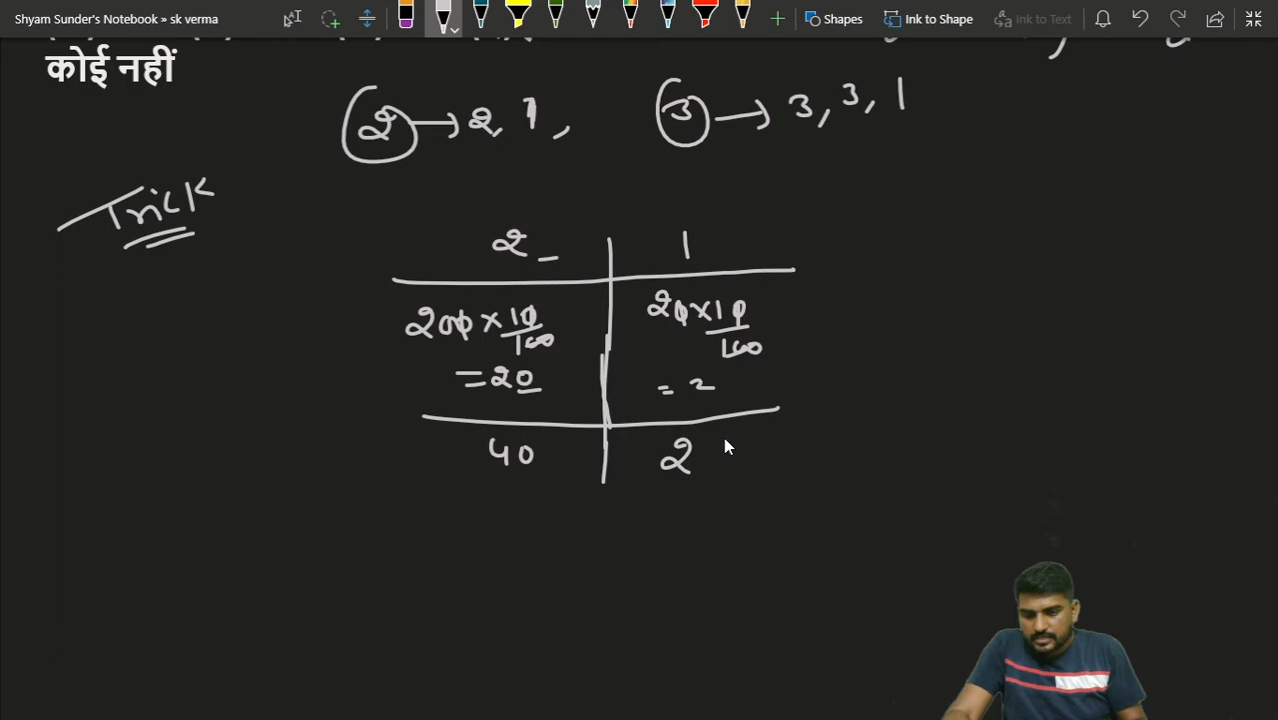 Shyam Sunder's Notebook » sk verma
Shapes Ink to Shape Ink to Text
कोई नहीं
2 → 2, 1, 3 → 3, 3, 1
Trick
2 1
200 × 10/100 20 × 10/100
= 20 = 2
40 2